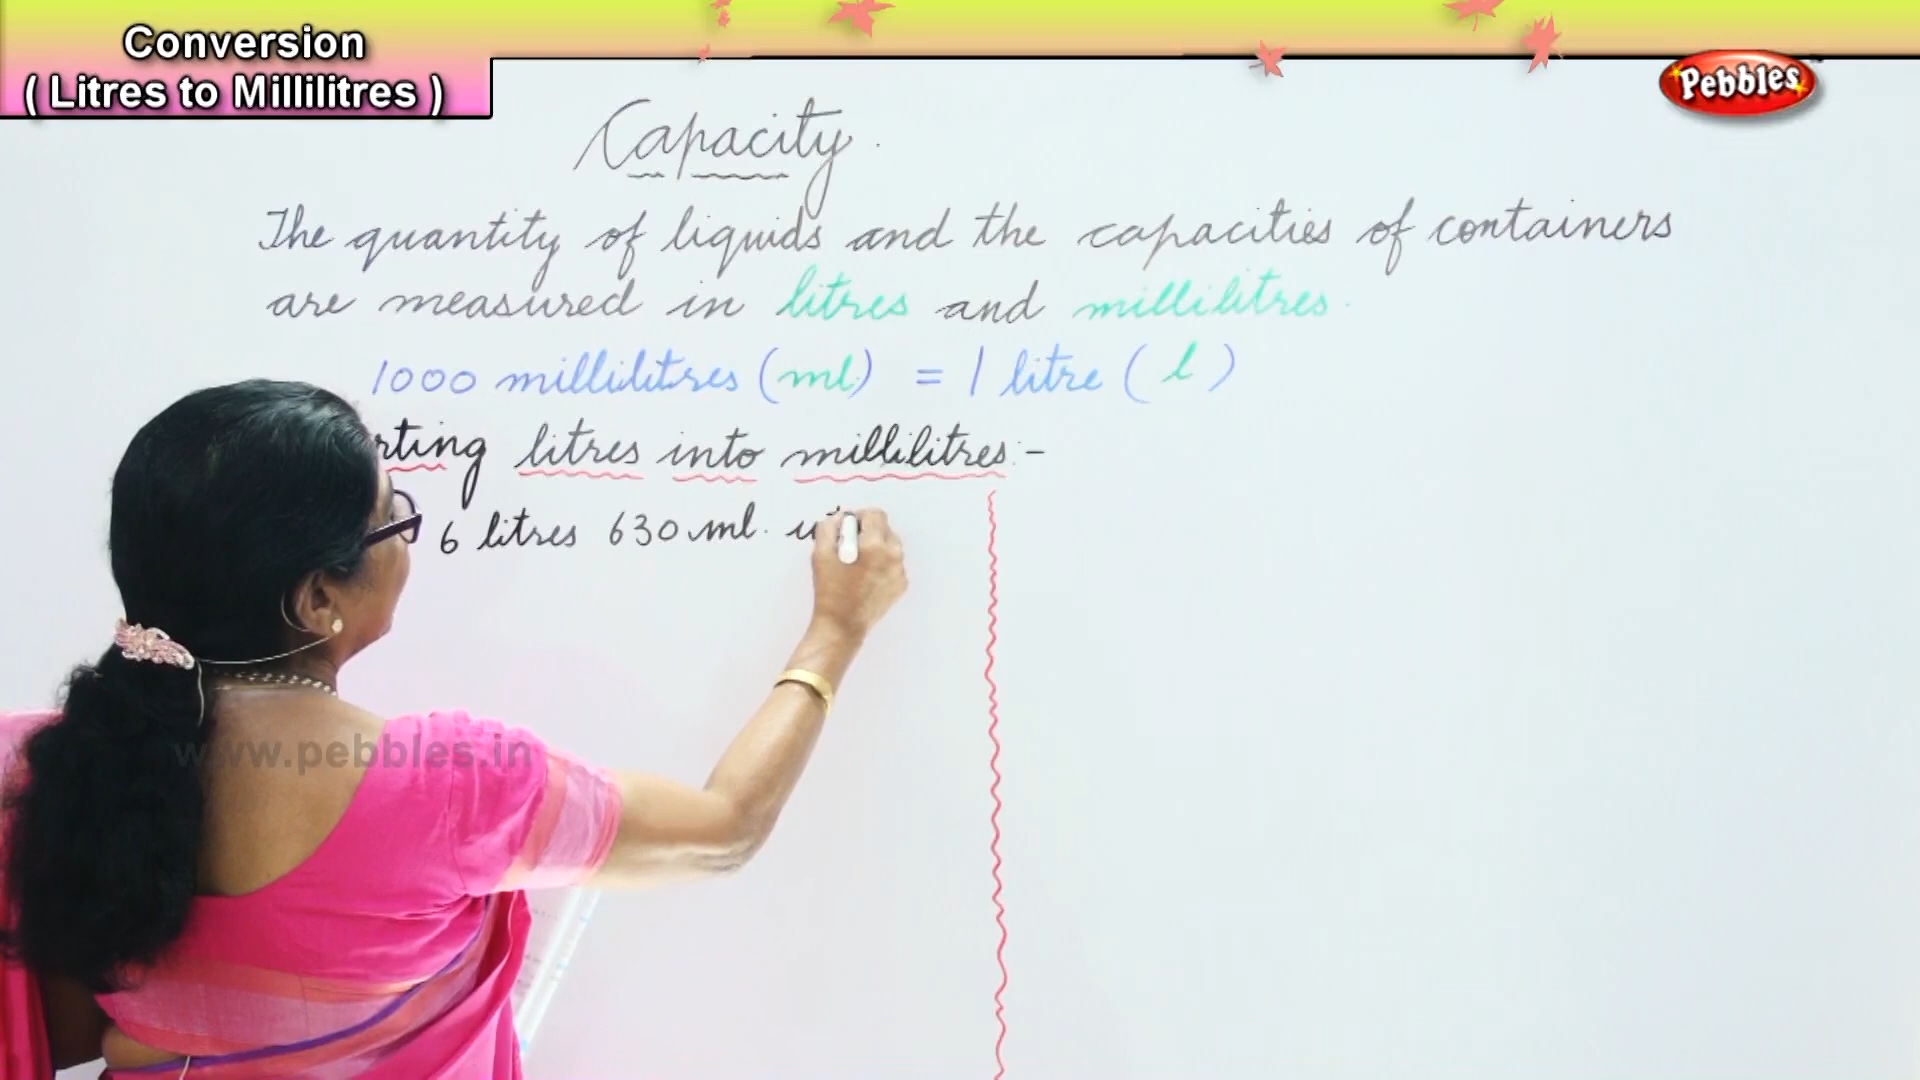 Conversion
( Litres to Millilitres )
Pebbles
Capacity.
The quantity of liquids and the capacities of containers
are measured in litres and millilitres.
1000 millilitres (ml) = 1 litre ( l )
rting litres into millilitres:-
6 litres 630 ml.
www.pebbles.in